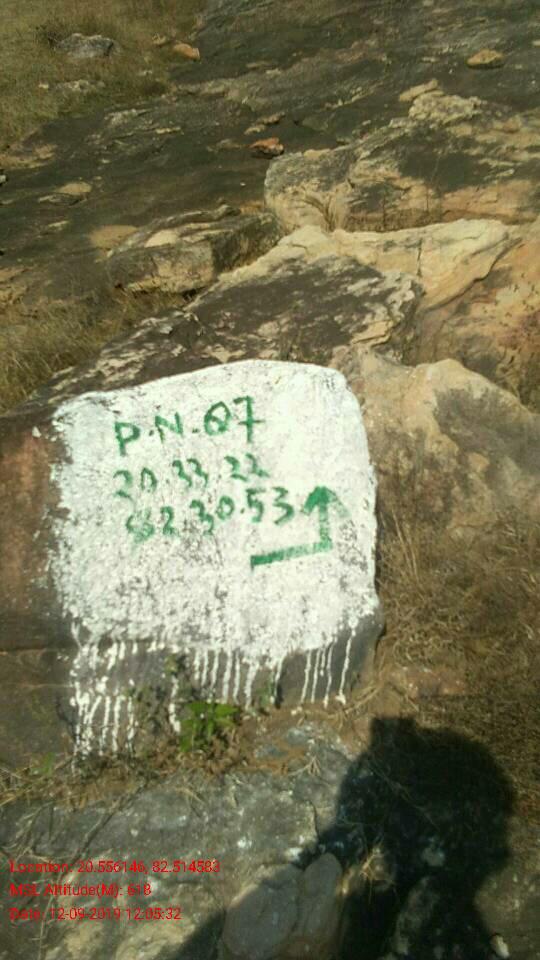 P.N.07
20.33.22
82.30.53
Location: 20.556146, 82.514583
MSL Altitude(M): 618
Date: 12-09-2019 12:05:32